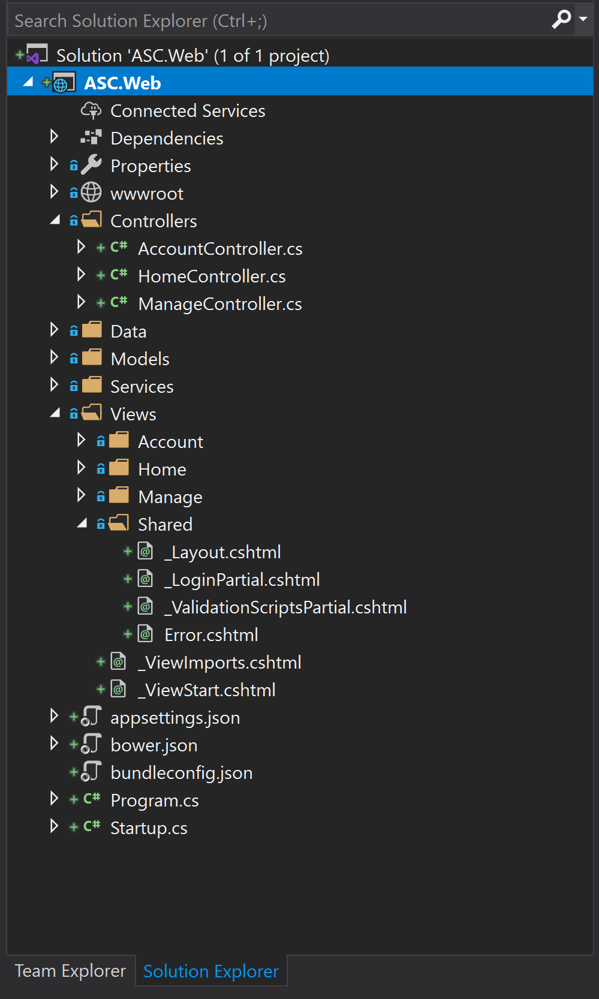 Search Solution Explorer (Ctrl+;)
Solution 'ASC.Web' (1 of 1 project)
ASC.Web
Connected Services
Dependencies
Properties
wwwroot
Controllers
C# AccountController.cs
C# HomeController.cs
C# ManageController.cs
Data
Models
Services
Views
Account
Home
Manage
Shared
@ _Layout.cshtml
@ _LoginPartial.cshtml
@ _ValidationScriptsPartial.cshtml
@ Error.cshtml
@ _ViewImports.cshtml
@ _ViewStart.cshtml
appsettings.json
bower.json
bundleconfig.json
C# Program.cs
C# Startup.cs
Team Explorer Solution Explorer